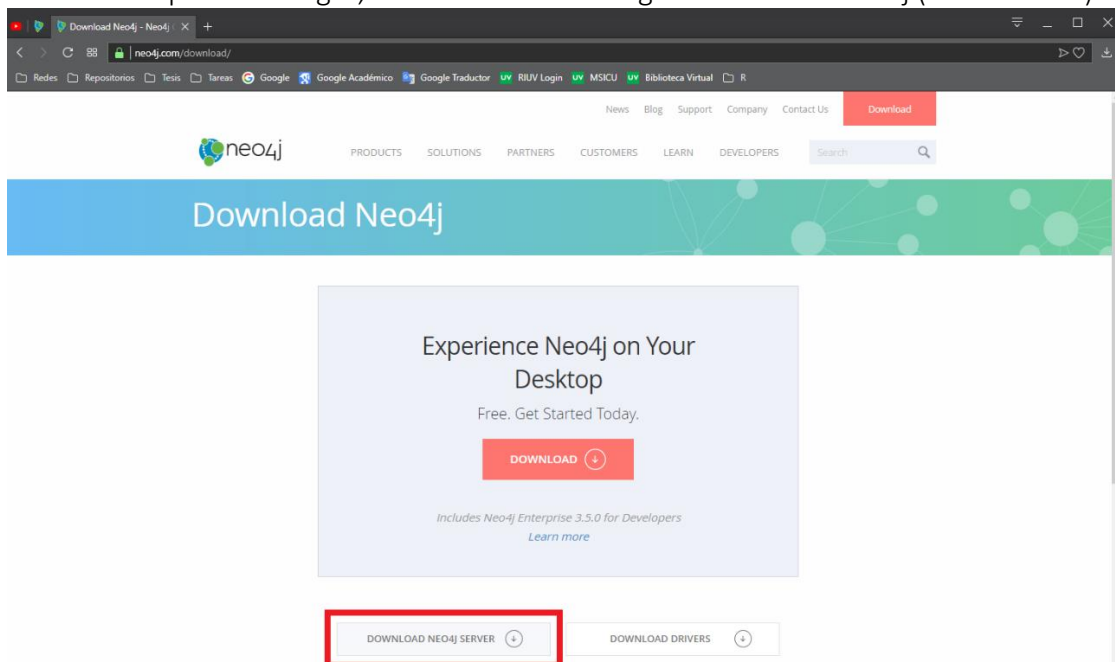 Download Neo4j - Neo4j
neo4j.com/download/
Redes Repositorios Tesis Tareas Google Google Académico Google Traductor UV RIUV Login UV MSICU UV Biblioteca Virtual R
News Blog Support Company Contact Us Download
neo4j PRODUCTS SOLUTIONS PARTNERS CUSTOMERS LEARN DEVELOPERS Search
Download Neo4j
Experience Neo4j on Your
Desktop
Free. Get Started Today.
DOWNLOAD
Includes Neo4j Enterprise 3.5.0 for Developers
Learn more
DOWNLOAD NEO4J SERVER DOWNLOAD DRIVERS